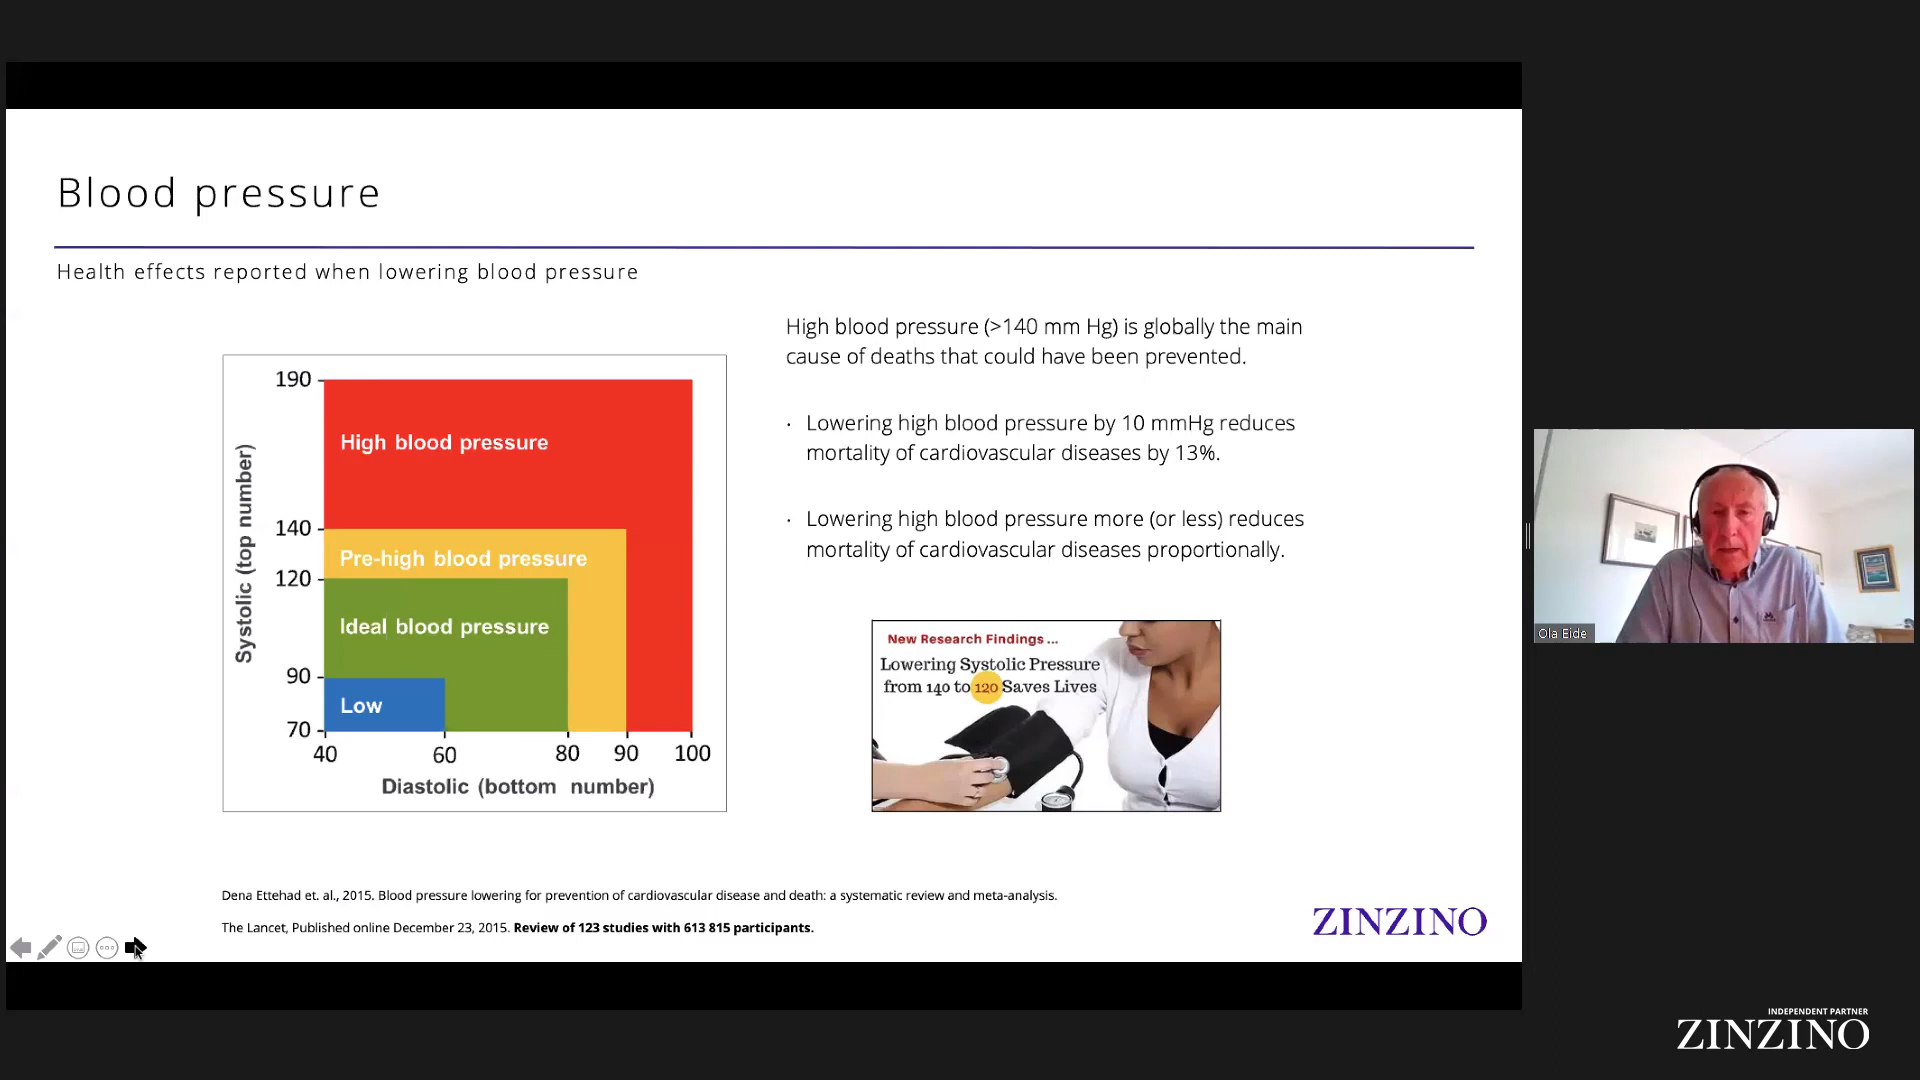 Blood pressure
Health effects reported when lowering blood pressure
190
140
120
90
70
Systolic (top number)
High blood pressure
Pre-high blood pressure
Ideal blood pressure
Low
40
60
80
90
100
Diastolic (bottom number)
High blood pressure (>140 mm Hg) is globally the main
cause of deaths that could have been prevented.
· Lowering high blood pressure by 10 mmHg reduces
mortality of cardiovascular diseases by 13%.
· Lowering high blood pressure more (or less) reduces
mortality of cardiovascular diseases proportionally.
New Research Findings ...
Lowering Systolic Pressure
from 140 to 120 Saves Lives
Dena Ettehad et. al., 2015. Blood pressure lowering for prevention of cardiovascular disease and death: a systematic review and meta-analysis.
The Lancet, Published online December 23, 2015. Review of 123 studies with 613 815 participants.
ZINZINO
Ola Eide
INDEPENDENT PARTNER
ZINZINO